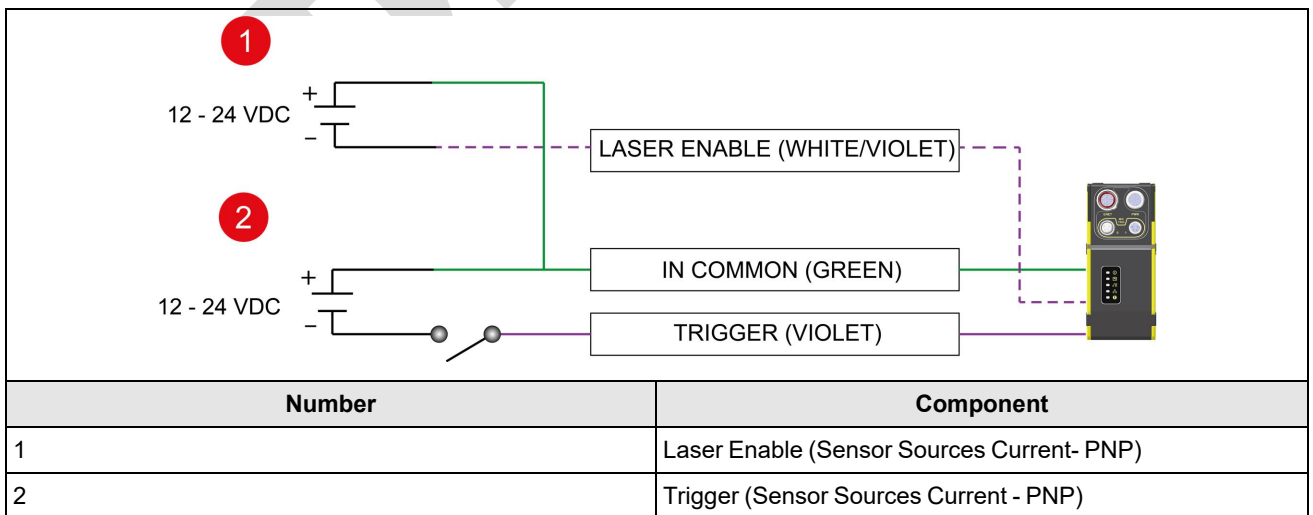 1
+
12 - 24 VDC
–
LASER ENABLE (WHITE/VIOLET)
2
+
IN COMMON (GREEN)
12 - 24 VDC
–
TRIGGER (VIOLET)
Number Component
1 Laser Enable (Sensor Sources Current- PNP)
2 Trigger (Sensor Sources Current - PNP)